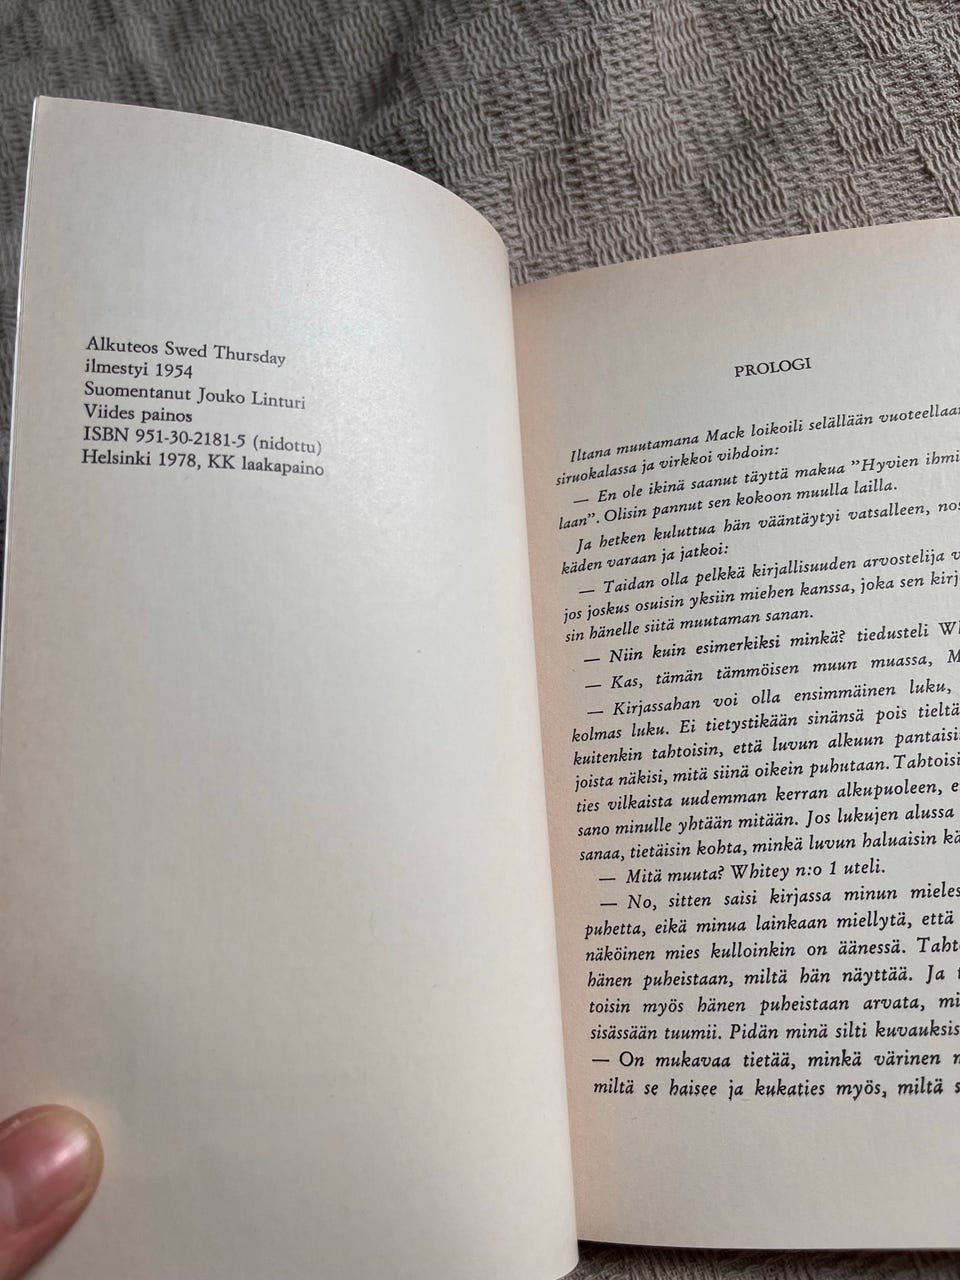 Alkuteos Swed Thursday
ilmestyi 1954
Suomentanut Jouko Linturi
Viides painos
ISBN 951-30-2181-5 (nidottu)
Helsinki 1978, KK laakapaino
PROLOGI
Iltana muutamana Mack loikoili selällään vuoteellaan
siruokalassa ja virkkoi vihdoin:
— En ole ikinä saanut täyttä makua ”Hyvien ihmi
laan”. Olisin pannut sen kokoon muulla lailla.
Ja hetken kuluttua hän vääntäytyi vatsalleen, nos
käden varaan ja jatkoi:
— Taidan olla pelkkä kirjallisuuden arvostelija v
jos joskus osuisin yksiin miehen kanssa, joka sen kirj
sin hänelle siitä muutaman sanan.
— Niin kuin esimerkiksi minkä? tiedusteli Wh
— Kas, tämän tämmöisen muun muassa, M
— Kirjassahan voi olla ensimmäinen luku,
kolmas luku. Ei tietystikään sinänsä pois tieltä
kuitenkin tahtoisin, että luvun alkuun pantaisi
joista näkisi, mitä siinä oikein puhutaan. Tahtoisi
ties vilkaista uudemman kerran alkupuoleen, e
sano minulle yhtään mitään. Jos lukujen alussa
sanaa, tietäisin kohta, minkä luvun haluaisin kä
— Mitä muuta? Whitey n:o 1 uteli.
— No, sitten saisi kirjassa minun mieles
puhetta, eikä minua lainkaan miellytä, että
näköinen mies kulloinkin on äänessä. Taht
hänen puheistaan, miltä hän näyttää. Ja t
toisin myös hänen puheistaan arvata, mi
sisässään tuumii. Pidän minä silti kuvauksis
— On mukavaa tietää, minkä värinen
miltä se haisee ja kukaties myös, miltä s